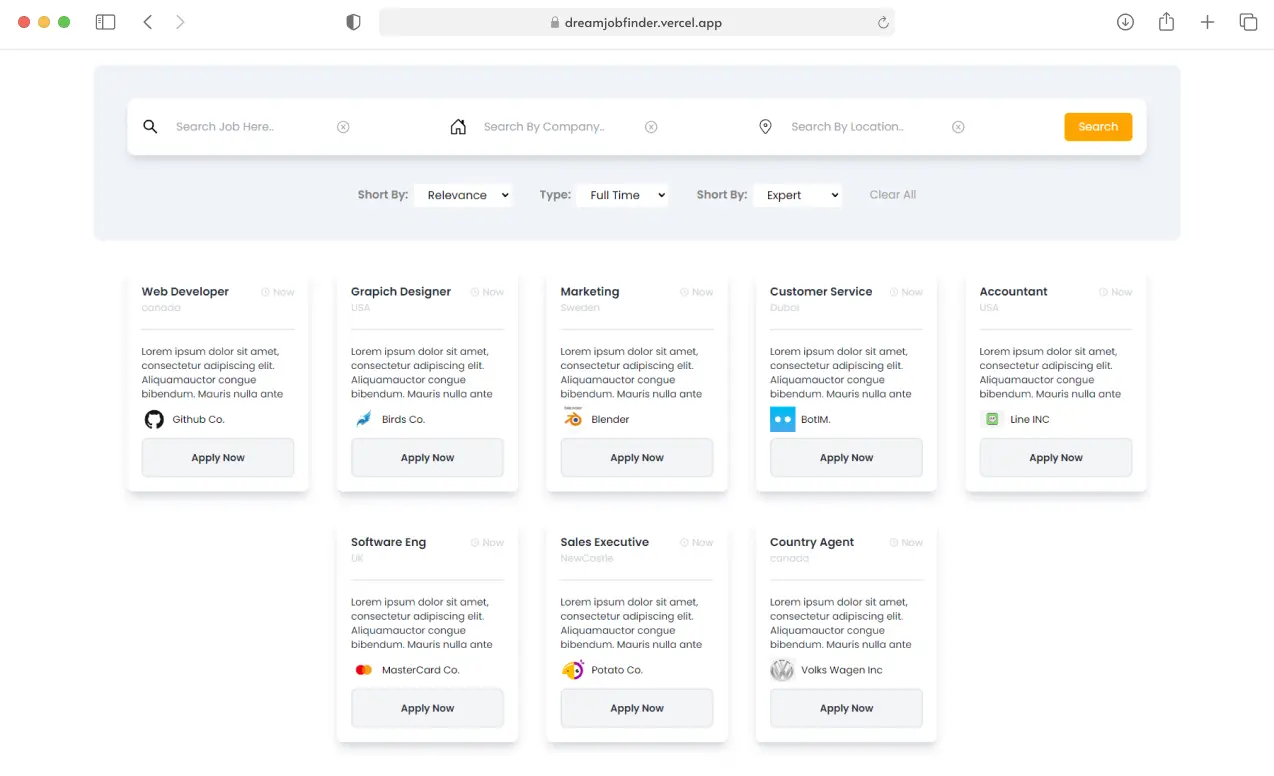 dreamjobfinder.vercel.app
Search Job Here..
Search By Company..
Search By Location..
Search
Short By: Relevance Type: Full Time Short By: Expert Clear All
Web Developer Now
canada
Lorem ipsum dolor sit amet,
consectetur adipiscing elit.
Aliquamauctor congue
bibendum. Mauris nulla ante
Github Co.
Apply Now
Grapich Designer Now
USA
Lorem ipsum dolor sit amet,
consectetur adipiscing elit.
Aliquamauctor congue
bibendum. Mauris nulla ante
Birds Co.
Apply Now
Marketing Now
Sweden
Lorem ipsum dolor sit amet,
consectetur adipiscing elit.
Aliquamauctor congue
bibendum. Mauris nulla ante
Blender
Apply Now
Customer Service Now
Dubai
Lorem ipsum dolor sit amet,
consectetur adipiscing elit.
Aliquamauctor congue
bibendum. Mauris nulla ante
BotIM.
Apply Now
Accountant Now
USA
Lorem ipsum dolor sit amet,
consectetur adipiscing elit.
Aliquamauctor congue
bibendum. Mauris nulla ante
Line INC
Apply Now
Software Eng Now
UK
Lorem ipsum dolor sit amet,
consectetur adipiscing elit.
Aliquamauctor congue
bibendum. Mauris nulla ante
MasterCard Co.
Apply Now
Sales Executive Now
NewCastle
Lorem ipsum dolor sit amet,
consectetur adipiscing elit.
Aliquamauctor congue
bibendum. Mauris nulla ante
Potato Co.
Apply Now
Country Agent Now
canada
Lorem ipsum dolor sit amet,
consectetur adipiscing elit.
Aliquamauctor congue
bibendum. Mauris nulla ante
Volks Wagen Inc
Apply Now